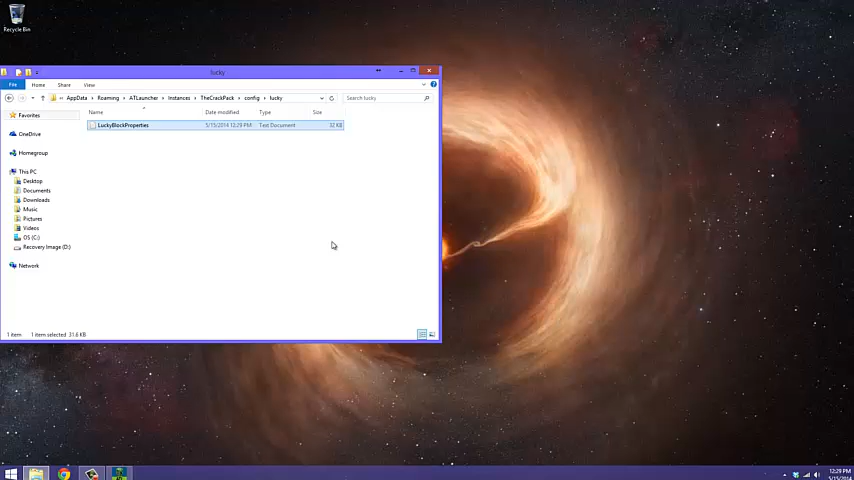 Recycle Bin
lucky
File Home Share View
AppData Roaming ATLauncher Instances TheCrackPack config lucky
Search lucky
Name Date modified Type Size
LuckyBlockProperties 5/15/2014 12:29 PM Text Document 32 KB
Favorites
OneDrive
Homegroup
This PC
Desktop
Documents
Downloads
Music
Pictures
Videos
OS (C:)
Recovery Image (D:)
Network
1 item 1 item selected 31.6 KB
12:29 PM
5/15/2014